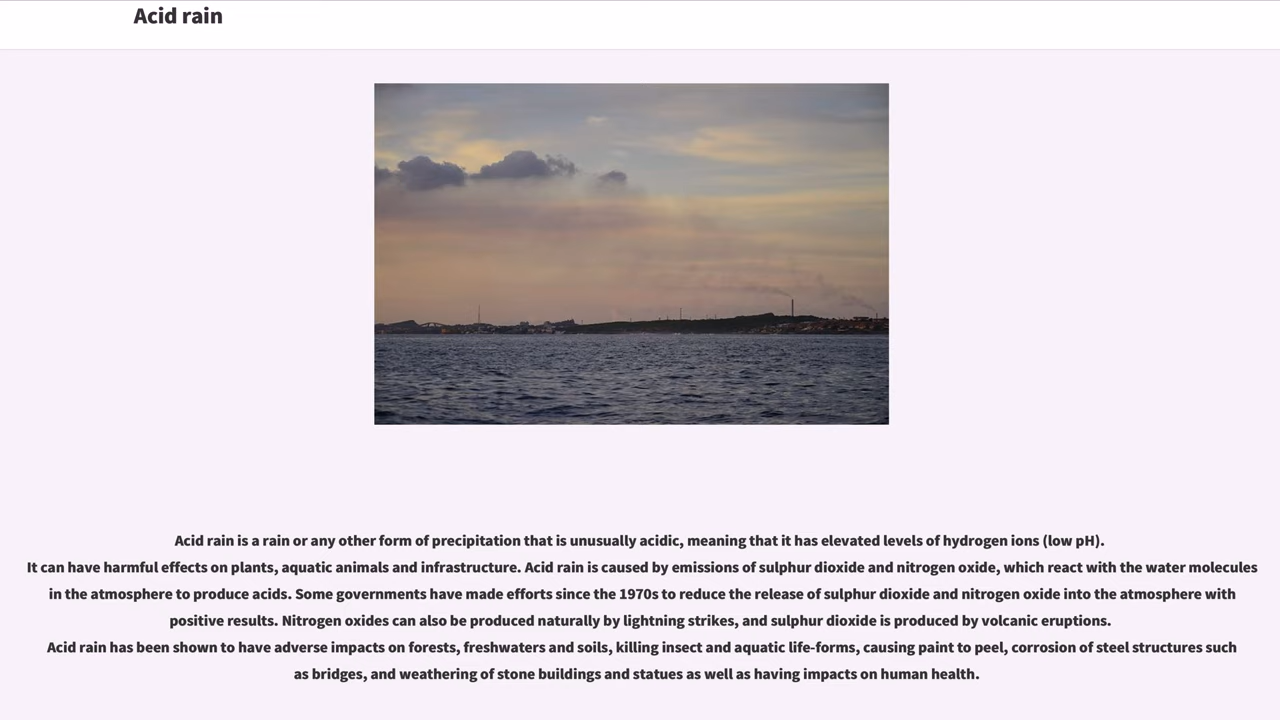 Acid rain
Acid rain is a rain or any other form of precipitation that is unusually acidic, meaning that it has elevated levels of hydrogen ions (low pH).
It can have harmful effects on plants, aquatic animals and infrastructure. Acid rain is caused by emissions of sulphur dioxide and nitrogen oxide, which react with the water molecules
in the atmosphere to produce acids. Some governments have made efforts since the 1970s to reduce the release of sulphur dioxide and nitrogen oxide into the atmosphere with
positive results. Nitrogen oxides can also be produced naturally by lightning strikes, and sulphur dioxide is produced by volcanic eruptions.
Acid rain has been shown to have adverse impacts on forests, freshwaters and soils, killing insect and aquatic life-forms, causing paint to peel, corrosion of steel structures such
as bridges, and weathering of stone buildings and statues as well as having impacts on human health.